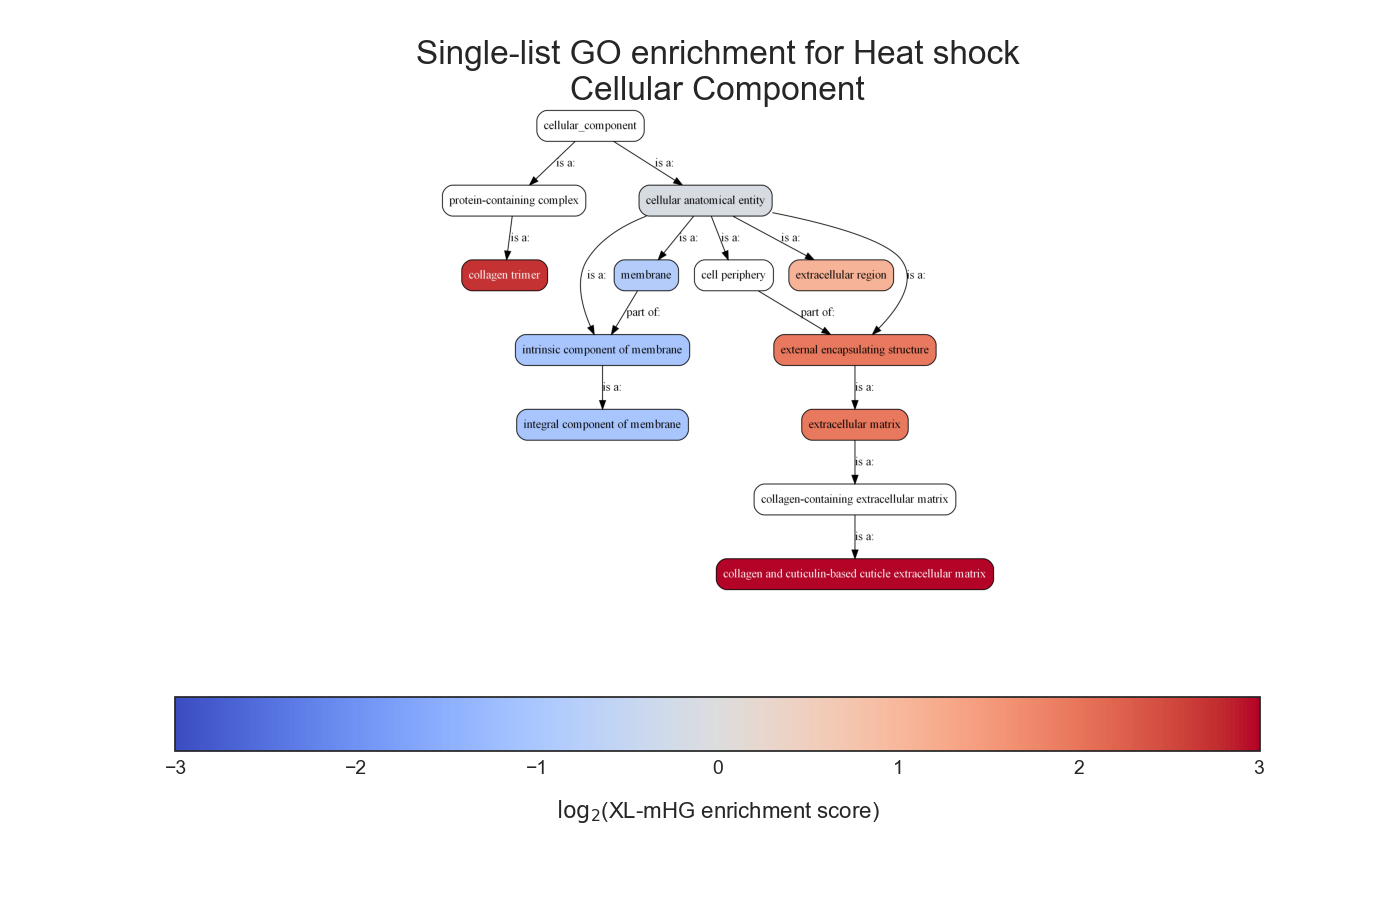 Single-list GO enrichment for Heat shock
Cellular Component
cellular_component
is a:
is a:
protein-containing complex
cellular anatomical entity
is a:
is a:
is a:
is a:
collagen trimer
is a:
membrane
cell periphery
extracellular region
is a:
part of:
part of:
intrinsic component of membrane
external encapsulating structure
is a:
is a:
integral component of membrane
extracellular matrix
is a:
collagen-containing extracellular matrix
is a:
collagen and cuticulin-based cuticle extracellular matrix
−3
−2
−1
0
1
2
3
log₂(XL-mHG enrichment score)